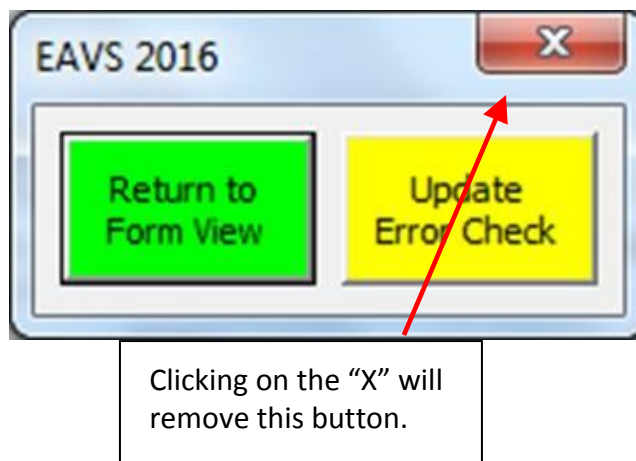 EAVS 2016
X
Return to Update
Form View Error Check
Clicking on the “X” will
remove this button.